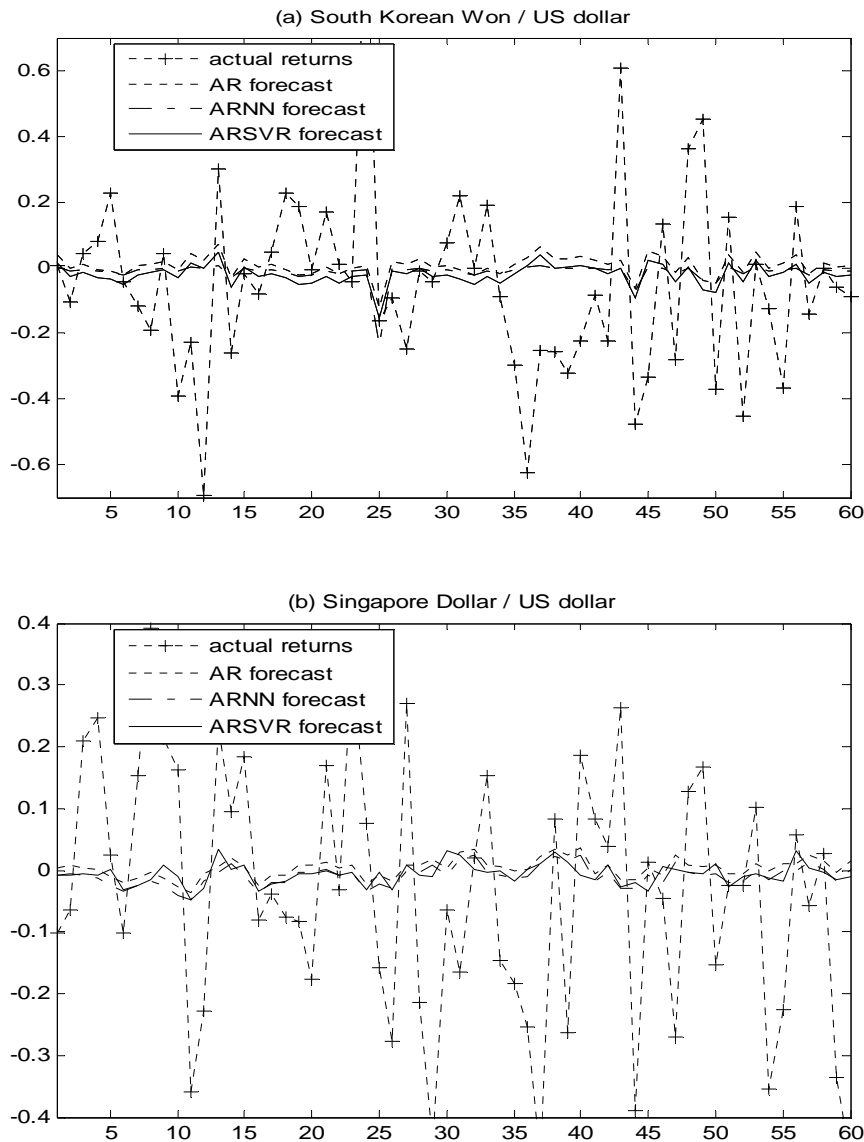 (a) South Korean Won / US dollar
actual returns
AR forecast
ARNN forecast
ARSVR forecast
0.6
0.4
0.2
0
-0.2
-0.4
-0.6
5 10 15 20 25 30 35 40 45 50 55 60
(b) Singapore Dollar / US dollar
actual returns
AR forecast
ARNN forecast
ARSVR forecast
0.4
0.3
0.2
0.1
0
-0.1
-0.2
-0.3
-0.4
5 10 15 20 25 30 35 40 45 50 55 60